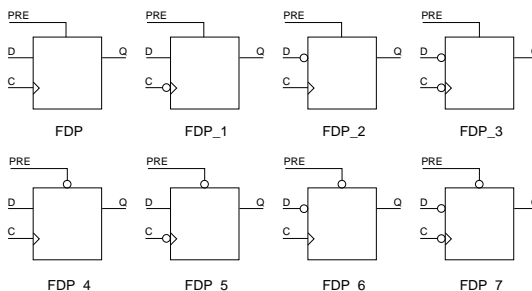 PRE PRE PRE PRE
D Q D Q D Q D Q
C C C C
FDP FDP_1 FDP_2 FDP_3
PRE PRE PRE PRE
D Q D Q D Q D Q
C C C C
FDP_4 FDP_5 FDP_6 FDP_7